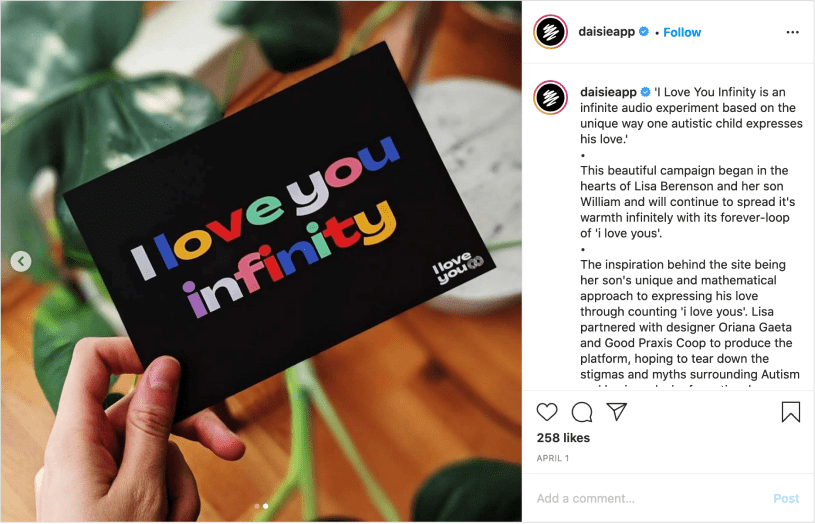 I love you
infinity
I love
you
daisieapp • Follow
daisieapp 'I Love You Infinity is an
infinite audio experiment based on the
unique way one autistic child expresses
his love.'
•
This beautiful campaign began in the
hearts of Lisa Berenson and her son
William and will continue to spread it's
warmth infinitely with its forever-loop
of 'i love yous'.
•
The inspiration behind the site being
her son's unique and mathematical
approach to expressing his love
through counting 'i love yous'. Lisa
partnered with designer Oriana Gaeta
and Good Praxis Coop to produce the
platform, hoping to tear down the
stigmas and myths surrounding Autism
258 likes
APRIL 1
Add a comment...
Post